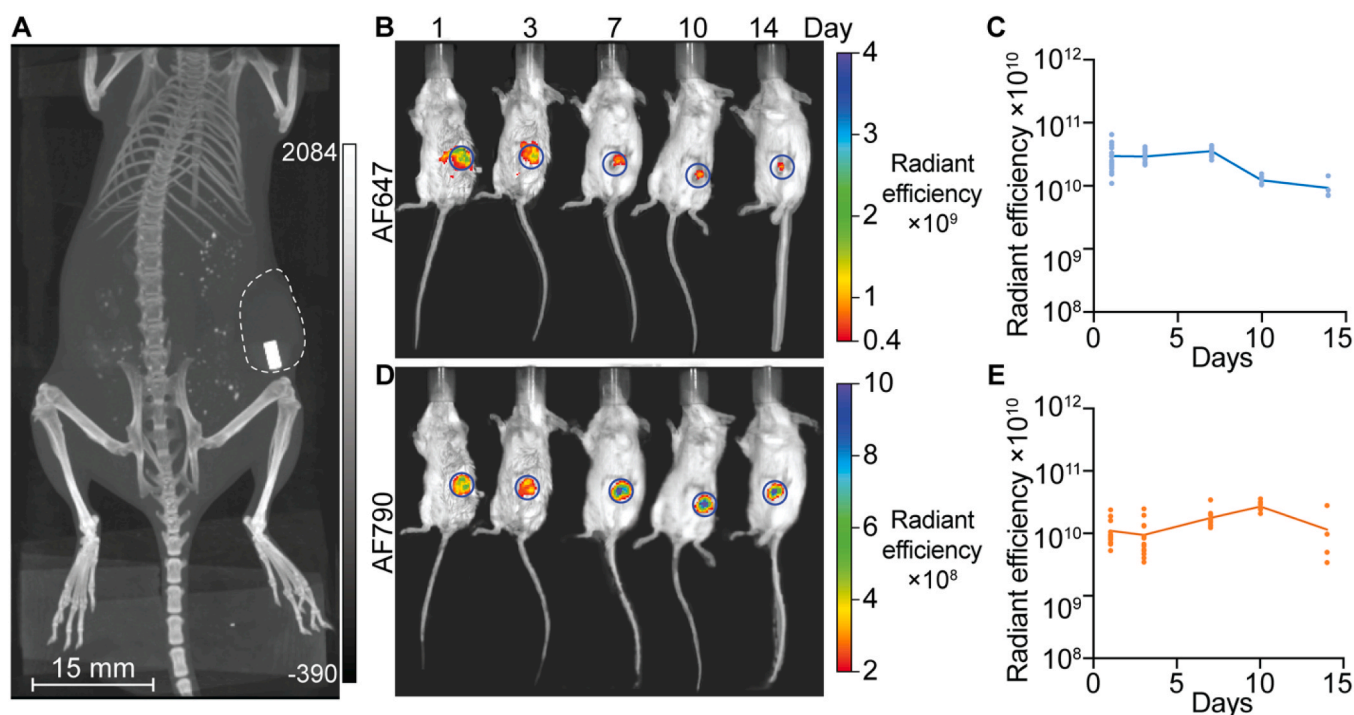 A
2084
-390
15 mm
B
1 3 7 10 14 Day
AF647
4
3
2
1
0.4
Radiant
efficiency
×10⁹
C
Radiant efficiency ×10¹⁰
10¹²
10¹¹
10¹⁰
10⁹
10⁸
0 5 10 15
Days
D
AF790
10
8
6
4
2
Radiant
efficiency
×10⁸
E
Radiant efficiency ×10¹⁰
10¹²
10¹¹
10¹⁰
10⁹
10⁸
0 5 10 15
Days